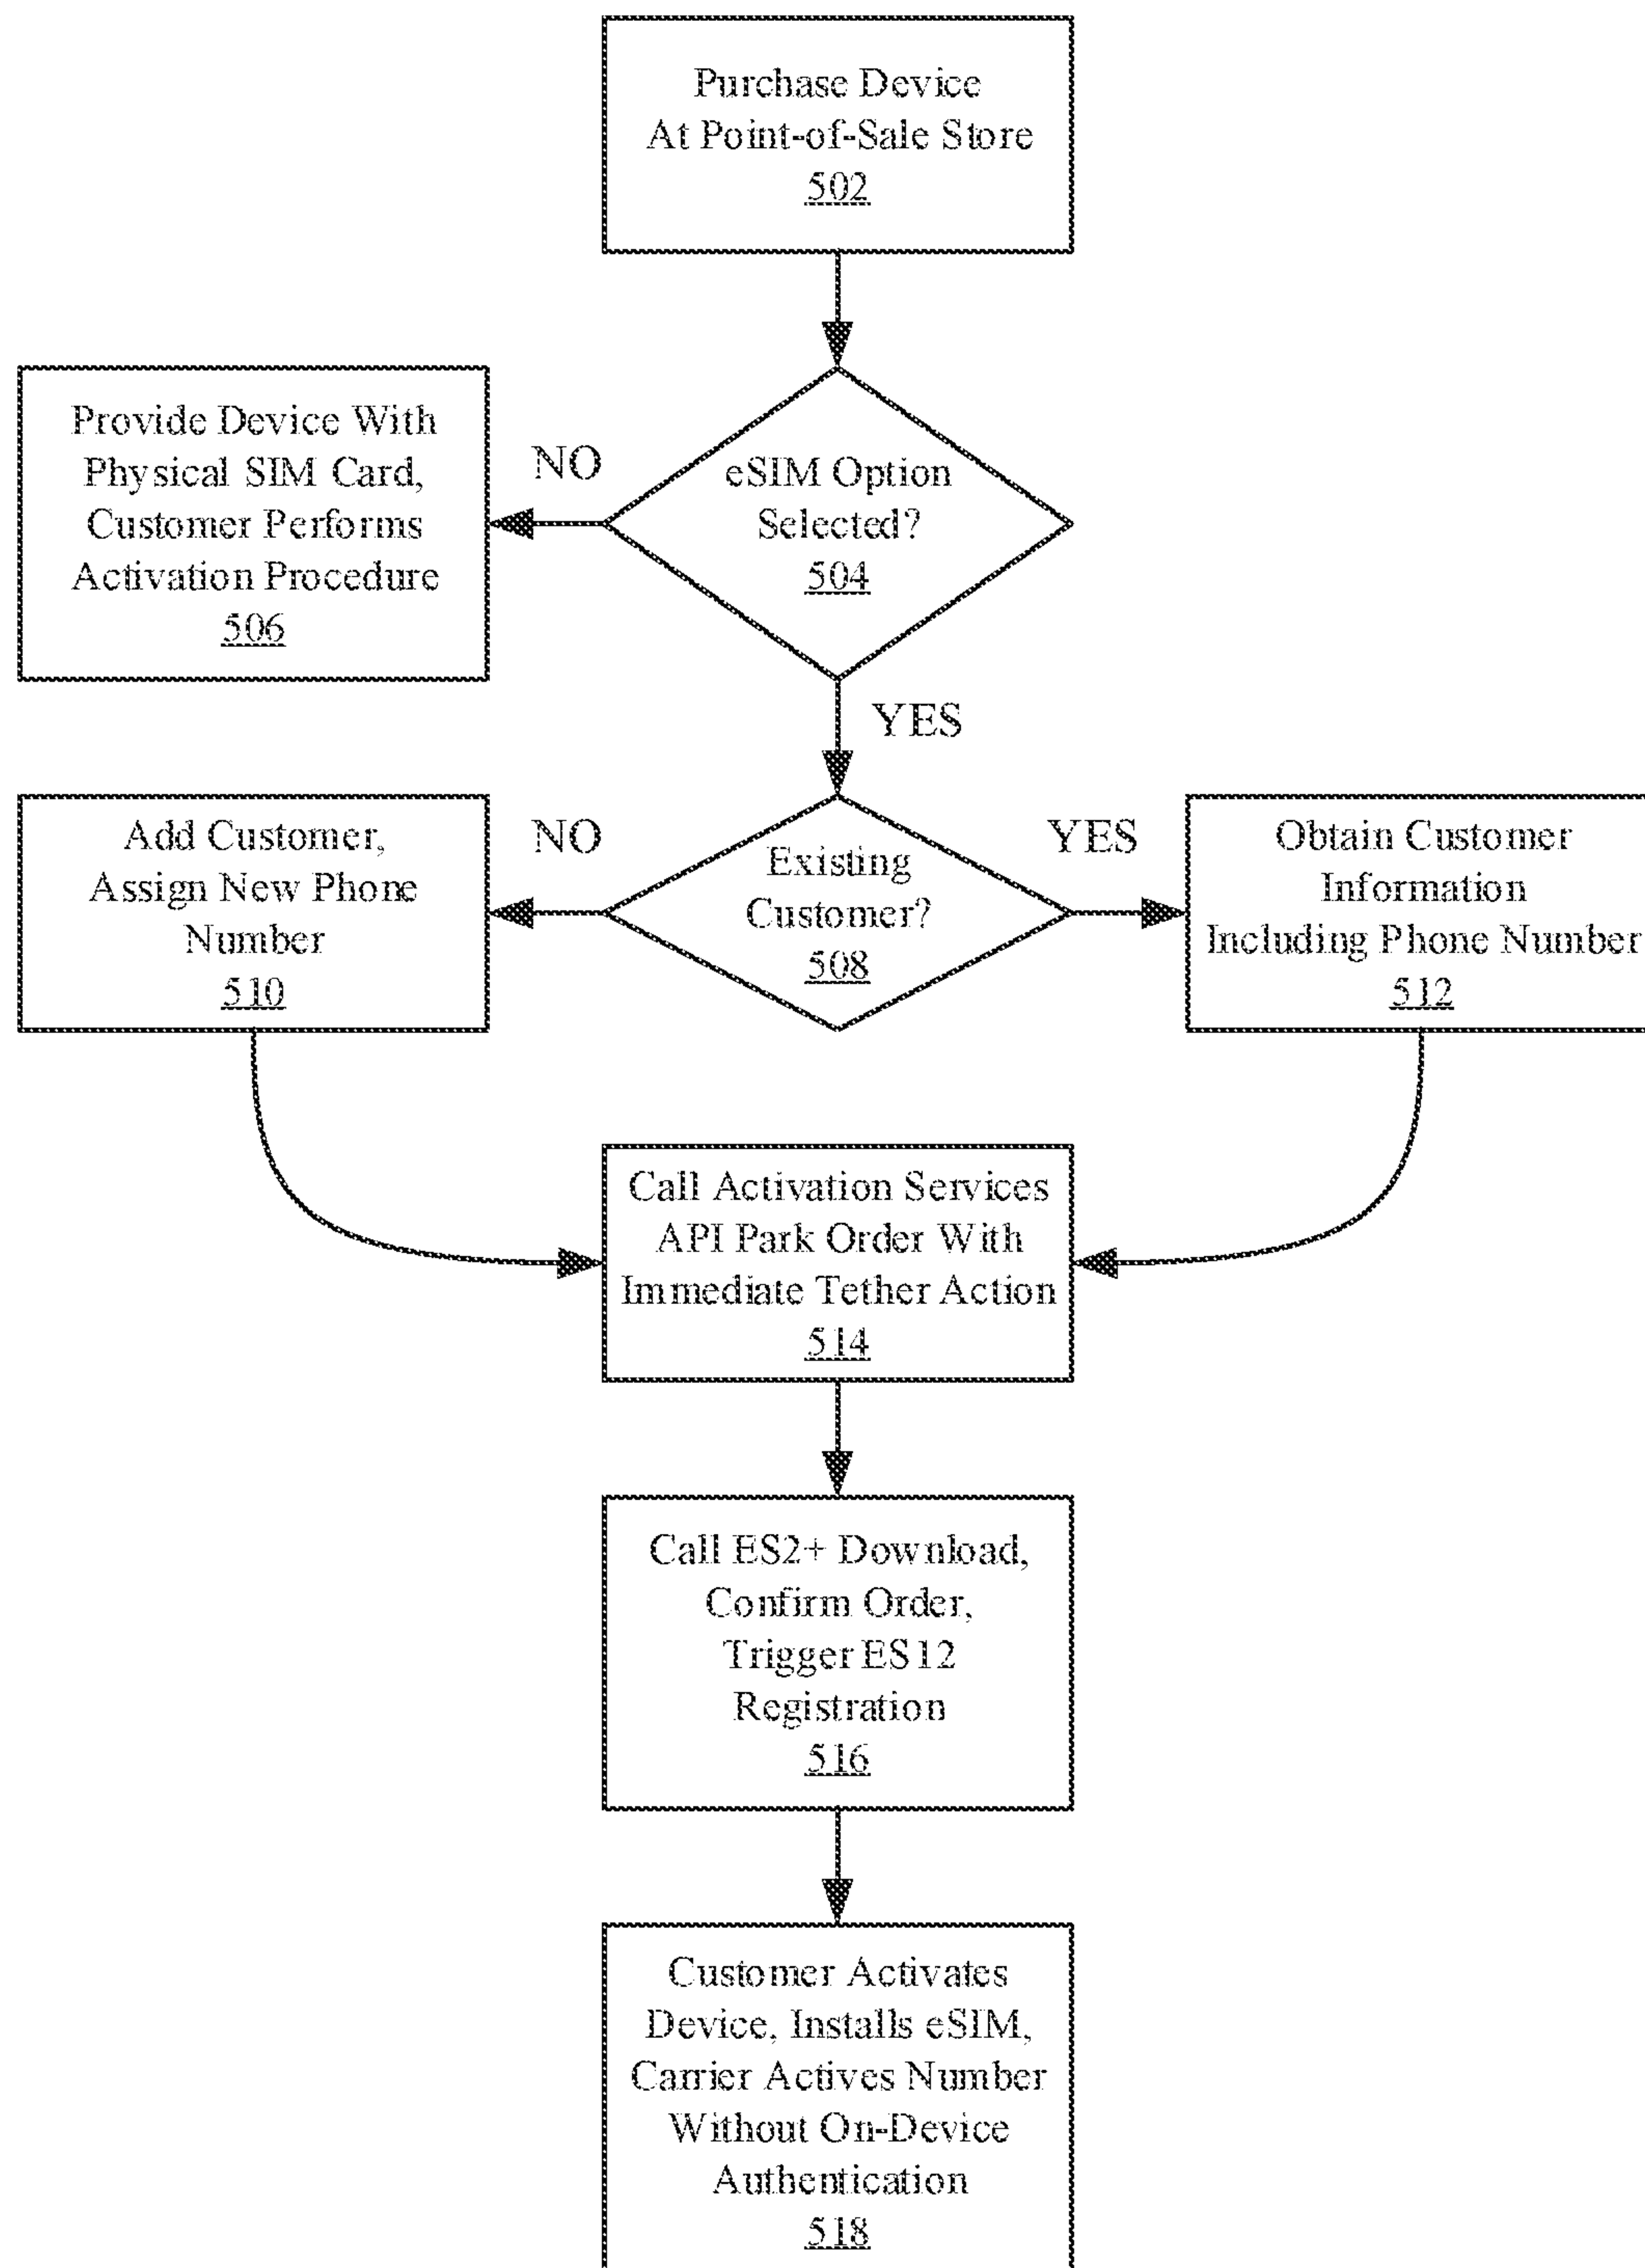 Purchase Device
At Point-of-Sale Store
502
Provide Device With
Physical SIM Card,
Customer Performs
Activation Procedure
506
NO
eSIM Option
Selected?
504
YES
Add Customer,
Assign New Phone
Number
510
NO
Existing
Customer?
508
YES
Obtain Customer
Information
Including Phone Number
512
Call Activation Services
API Park Order With
Immediate Tether Action
514
Call ES2+ Download,
Confirm Order,
Trigger ES12
Registration
516
Customer Activates
Device, Installs eSIM,
Carrier Actives Number
Without On-Device
Authentication
518